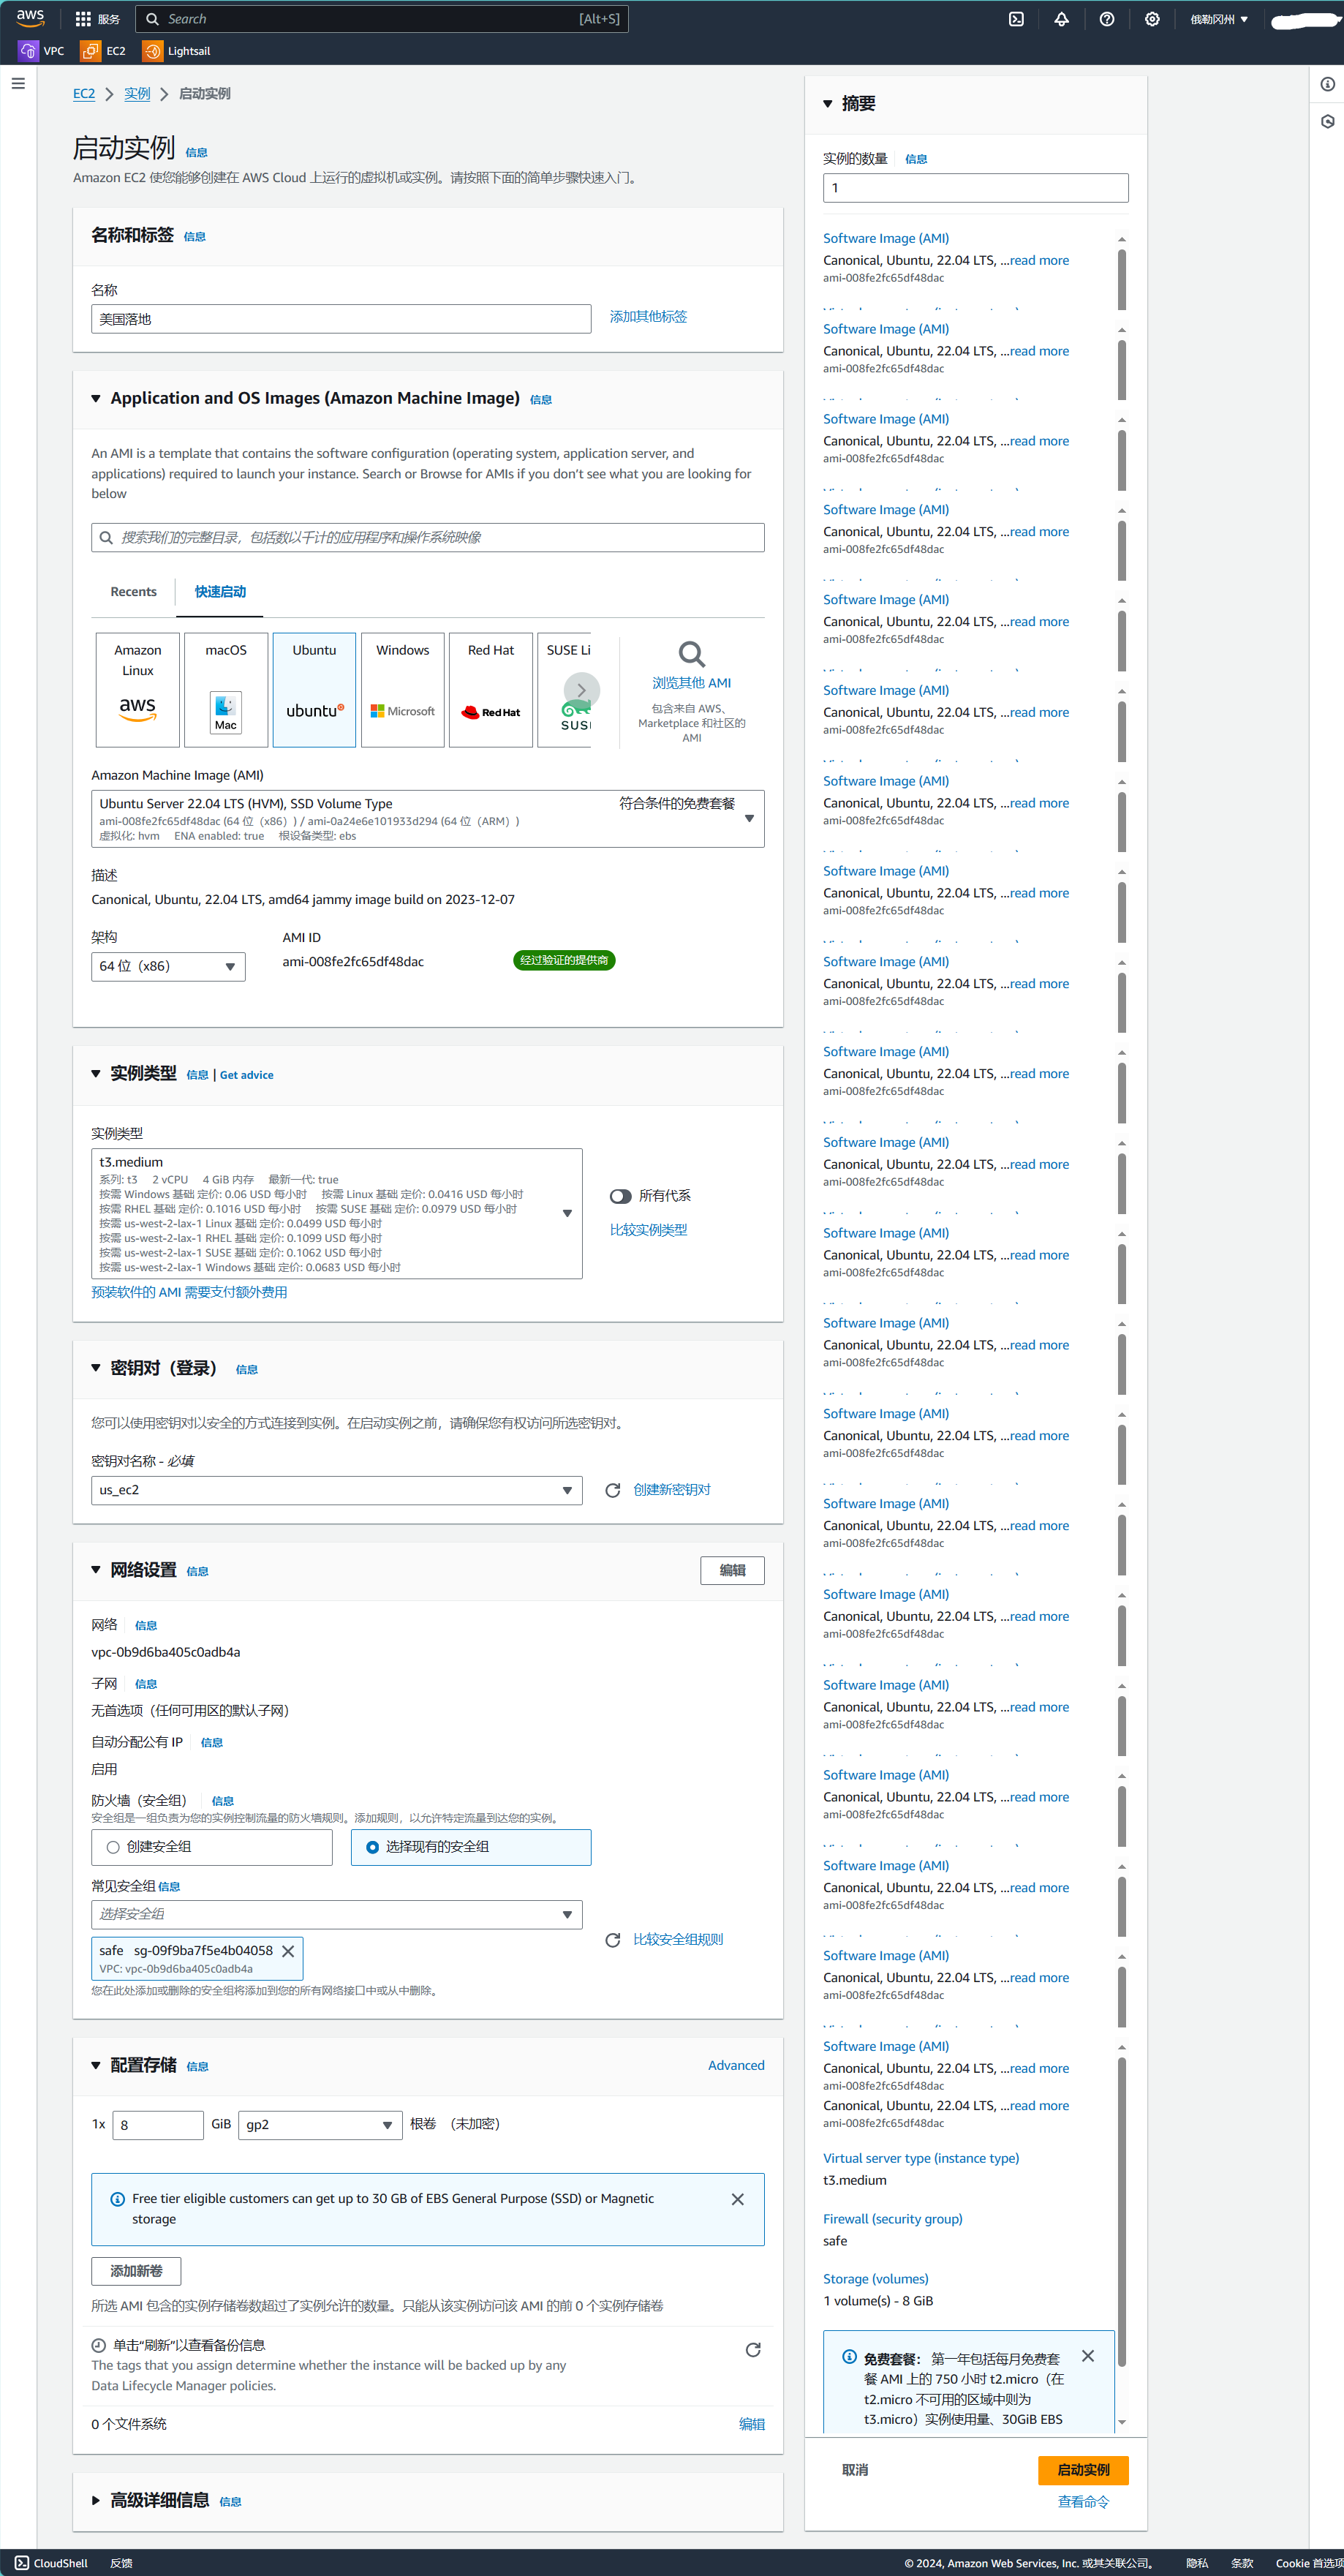 aws
服务
Search
[Alt+S]
俄勒冈州
VPC
EC2
Lightsail
EC2
实例
启动实例
启动实例 信息
Amazon EC2 使您能够创建在 AWS Cloud 上运行的虚拟机或实例。请按照下面的简单步骤快速入门。
名称和标签 信息
名称
美国落地
添加其他标签
Application and OS Images (Amazon Machine Image) 信息
An AMI is a template that contains the software configuration (operating system, application server, and
applications) required to launch your instance. Search or Browse for AMIs if you don’t see what you are looking for
below
搜索我们的完整目录，包括数以千计的应用程序和操作系统映像
Recents
快速启动
Amazon
Linux
aws
macOS
Mac
Ubuntu
ubuntu
Windows
Microsoft
Red Hat
Red Hat
SUSE Li
SUS
浏览其他 AMI
包含来自 AWS、
Marketplace 和社区的
AMI
Amazon Machine Image (AMI)
Ubuntu Server 22.04 LTS (HVM), SSD Volume Type
符合条件的免费套餐
ami-008fe2fc65df48dac (64 位（x86）) / ami-0a24e6e101933d294 (64 位（ARM）)
虚拟化: hvm ENA enabled: true 根设备类型: ebs
描述
Canonical, Ubuntu, 22.04 LTS, amd64 jammy image build on 2023-12-07
架构
AMI ID
64 位（x86）
ami-008fe2fc65df48dac
经过验证的提供商
实例类型 信息 | Get advice
实例类型
t3.medium
系列: t3 2 vCPU 4 GiB 内存 最新一代: true
按需 Windows 基础 定价: 0.06 USD 每小时 按需 Linux 基础 定价: 0.0416 USD 每小时
按需 RHEL 基础 定价: 0.1016 USD 每小时 按需 SUSE 基础 定价: 0.0979 USD 每小时
按需 us-west-2-lax-1 Linux 基础 定价: 0.0499 USD 每小时
按需 us-west-2-lax-1 RHEL 基础 定价: 0.1099 USD 每小时
按需 us-west-2-lax-1 SUSE 基础 定价: 0.1062 USD 每小时
按需 us-west-2-lax-1 Windows 基础 定价: 0.0683 USD 每小时
所有代系
比较实例类型
预装软件的 AMI 需要支付额外费用
密钥对（登录） 信息
您可以使用密钥对以安全的方式连接到实例。在启动实例之前，请确保您有权访问所选密钥对。
密钥对名称 - 必填
us_ec2
创建新密钥对
网络设置 信息
编辑
网络 信息
vpc-0b9d6ba405c0adb4a
子网 信息
无首选项（任何可用区的默认子网）
自动分配公有 IP 信息
启用
防火墙（安全组） 信息
安全组是一组负责为您的实例控制流量的防火墙规则。添加规则，以允许特定流量到达您的实例。
创建安全组
选择现有的安全组
常见安全组 信息
选择安全组
safe sg-09f9ba7f5e4b04058
VPC: vpc-0b9d6ba405c0adb4a
比较安全组规则
您在此处添加或删除的安全组将添加到您的所有网络接口中或从中删除。
配置存储 信息
Advanced
1x
8
GiB
gp2
根卷 （未加密）
Free tier eligible customers can get up to 30 GB of EBS General Purpose (SSD) or Magnetic
storage
添加新卷
所选 AMI 包含的实例存储卷数超过了实例允许的数量。只能从该实例访问该 AMI 的前 0 个实例存储卷
单击“刷新”以查看备份信息
The tags that you assign determine whether the instance will be backed up by any
Data Lifecycle Manager policies.
0 个文件系统
编辑
高级详细信息 信息
摘要
实例的数量 信息
1
Software Image (AMI)
Canonical, Ubuntu, 22.04 LTS, ...read more
ami-008fe2fc65df48dac
Software Image (AMI)
Canonical, Ubuntu, 22.04 LTS, ...read more
ami-008fe2fc65df48dac
Software Image (AMI)
Canonical, Ubuntu, 22.04 LTS, ...read more
ami-008fe2fc65df48dac
Software Image (AMI)
Canonical, Ubuntu, 22.04 LTS, ...read more
ami-008fe2fc65df48dac
Software Image (AMI)
Canonical, Ubuntu, 22.04 LTS, ...read more
ami-008fe2fc65df48dac
Software Image (AMI)
Canonical, Ubuntu, 22.04 LTS, ...read more
ami-008fe2fc65df48dac
Software Image (AMI)
Canonical, Ubuntu, 22.04 LTS, ...read more
ami-008fe2fc65df48dac
Software Image (AMI)
Canonical, Ubuntu, 22.04 LTS, ...read more
ami-008fe2fc65df48dac
Software Image (AMI)
Canonical, Ubuntu, 22.04 LTS, ...read more
ami-008fe2fc65df48dac
Software Image (AMI)
Canonical, Ubuntu, 22.04 LTS, ...read more
ami-008fe2fc65df48dac
Software Image (AMI)
Canonical, Ubuntu, 22.04 LTS, ...read more
ami-008fe2fc65df48dac
Software Image (AMI)
Canonical, Ubuntu, 22.04 LTS, ...read more
ami-008fe2fc65df48dac
Software Image (AMI)
Canonical, Ubuntu, 22.04 LTS, ...read more
ami-008fe2fc65df48dac
Software Image (AMI)
Canonical, Ubuntu, 22.04 LTS, ...read more
ami-008fe2fc65df48dac
Software Image (AMI)
Canonical, Ubuntu, 22.04 LTS, ...read more
ami-008fe2fc65df48dac
Software Image (AMI)
Canonical, Ubuntu, 22.04 LTS, ...read more
ami-008fe2fc65df48dac
Software Image (AMI)
Canonical, Ubuntu, 22.04 LTS, ...read more
ami-008fe2fc65df48dac
Software Image (AMI)
Canonical, Ubuntu, 22.04 LTS, ...read more
ami-008fe2fc65df48dac
Software Image (AMI)
Canonical, Ubuntu, 22.04 LTS, ...read more
ami-008fe2fc65df48dac
Software Image (AMI)
Canonical, Ubuntu, 22.04 LTS, ...read more
ami-008fe2fc65df48dac
Software Image (AMI)
Canonical, Ubuntu, 22.04 LTS, ...read more
ami-008fe2fc65df48dac
Canonical, Ubuntu, 22.04 LTS, ...read more
ami-008fe2fc65df48dac
Virtual server type (instance type)
t3.medium
Firewall (security group)
safe
Storage (volumes)
1 volume(s) - 8 GiB
免费套餐： 第一年包括每月免费套
餐 AMI 上的 750 小时 t2.micro（在
t2.micro 不可用的区域中则为
t3.micro）实例使用量、30GiB EBS
取消
启动实例
查看命令
CloudShell
反馈
© 2024, Amazon Web Services, Inc. 或其关联公司。
隐私
条款
Cookie 首选项